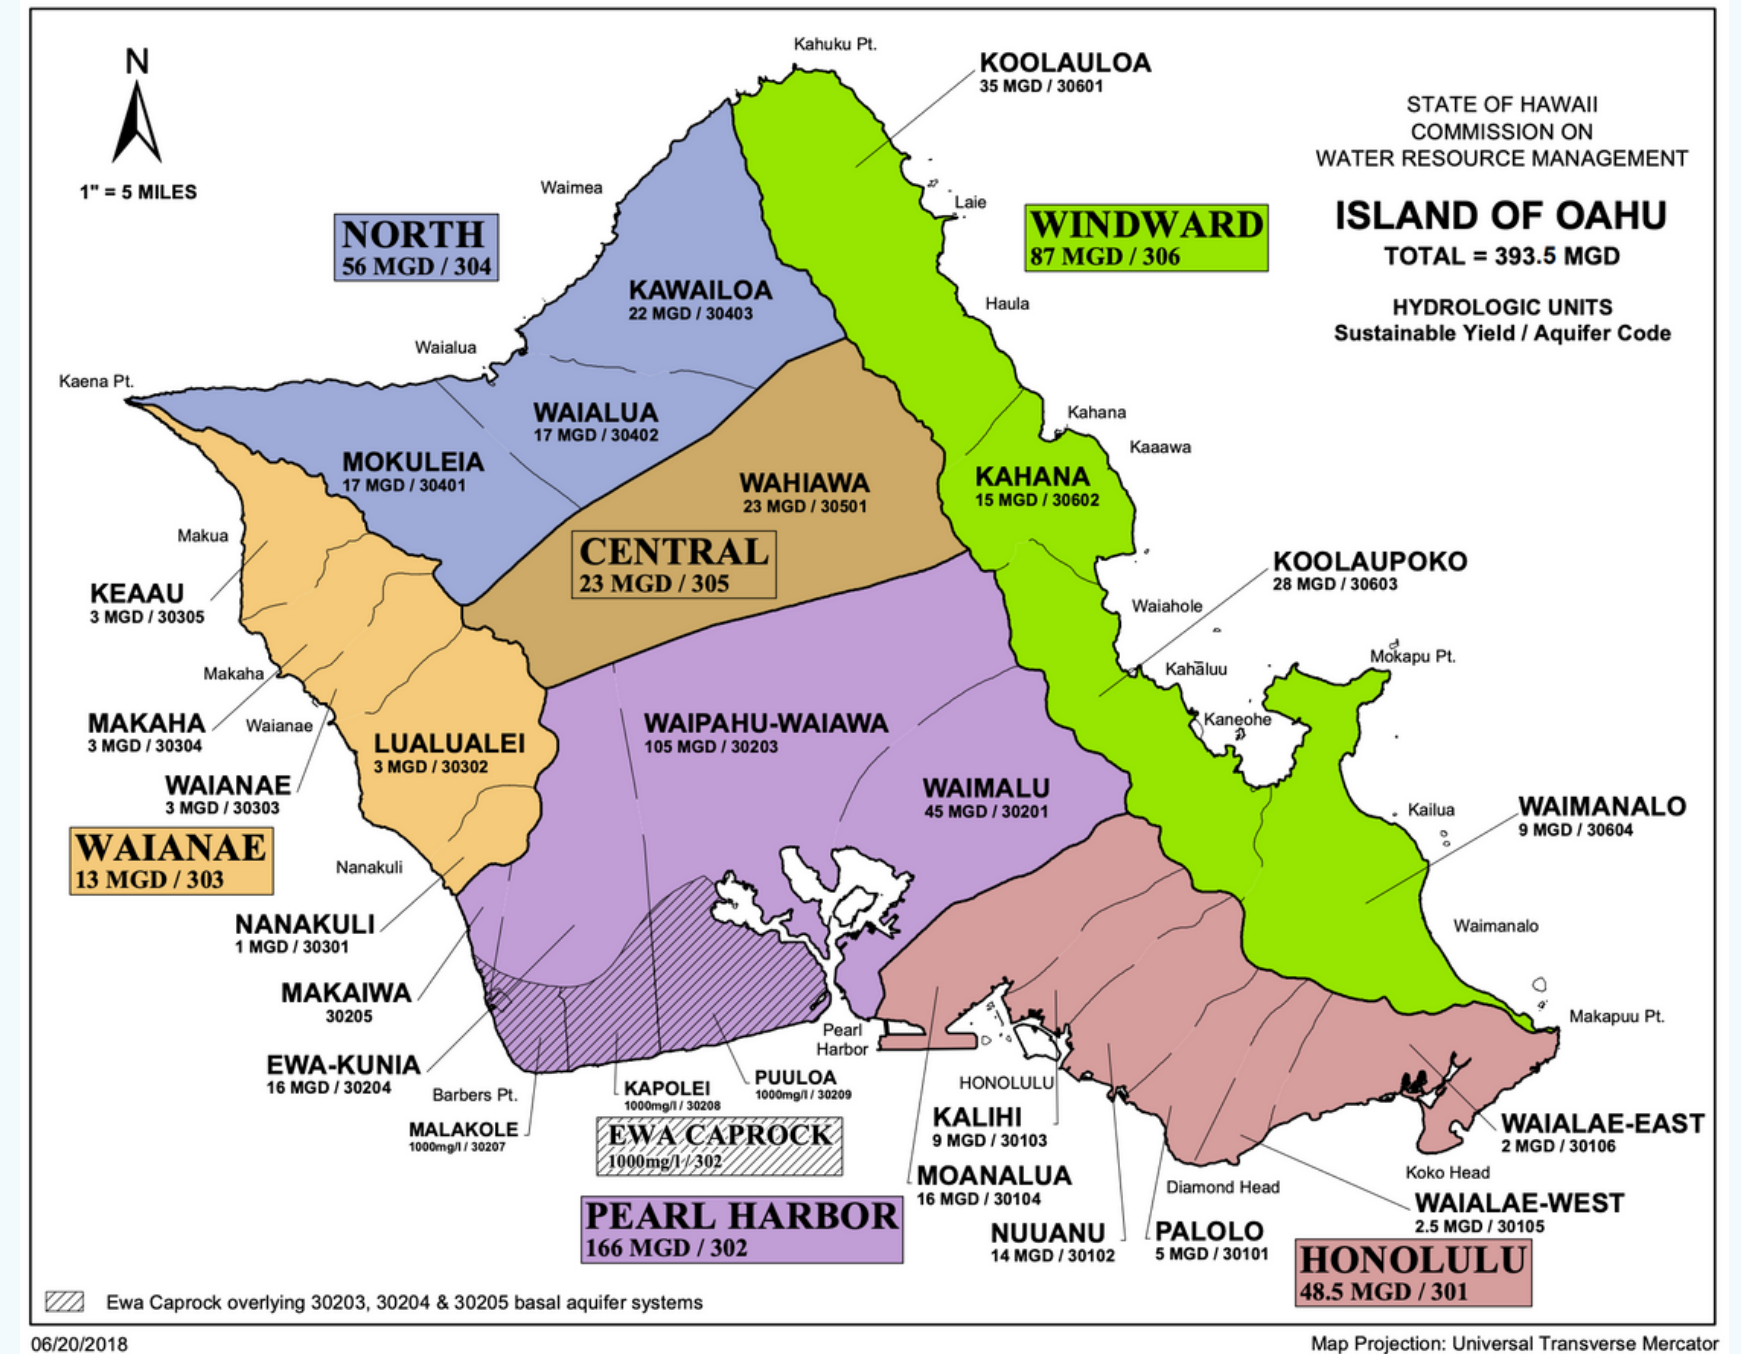 Kahuku Pt.
N
KOOLAULOA
35 MGD / 30601
STATE OF HAWAII
COMMISSION ON
WATER RESOURCE MANAGEMENT
1" = 5 MILES
Waimea
Laie
ISLAND OF OAHU
TOTAL = 393.5 MGD
NORTH
56 MGD / 304
WINDWARD
87 MGD / 306
KAWAILOA
22 MGD / 30403
Haula
HYDROLOGIC UNITS
Sustainable Yield / Aquifer Code
Waialua
Kaena Pt.
WAIALUA
17 MGD / 30402
Kahana
Kaaawa
MOKULEIA
17 MGD / 30401
WAHIAWA
23 MGD / 30501
KAHANA
15 MGD / 30602
Makua
CENTRAL
23 MGD / 305
KOOLAUPOKO
28 MGD / 30603
KEAAU
3 MGD / 30305
Waiahole
Mokapu Pt.
Makaha
Kahāluu
MAKAHA
3 MGD / 30304
Waianae
Kaneohe
WAIPAHU-WAIAWA
105 MGD / 30203
LUALUALEI
3 MGD / 30302
WAIANAE
3 MGD / 30303
WAIMALU
45 MGD / 30201
Kailua
WAIMANALO
9 MGD / 30604
WAIANAE
13 MGD / 303
Nanakuli
NANAKULI
1 MGD / 30301
Waimanalo
MAKAIWA
30205
Makapuu Pt.
Pearl
Harbor
EWA-KUNIA
16 MGD / 30204
Barbers Pt.
KAPOLEI
1000mg/l / 30208
PUULOA
1000mg/l / 30209
HONOLULU
MALAKOLE
1000mg/l / 30207
KALIHI
9 MGD / 30103
EWA CAPROCK
1000mg/l / 302
WAIALAE-EAST
2 MGD / 30106
MOANALUA
16 MGD / 30104
Koko Head
Diamond Head
WAIALAE-WEST
2.5 MGD / 30105
PEARL HARBOR
166 MGD / 302
NUUANU
14 MGD / 30102
PALOLO
5 MGD / 30101
HONOLULU
48.5 MGD / 301
Ewa Caprock overlying 30203, 30204 & 30205 basal aquifer systems
06/20/2018
Map Projection: Universal Transverse Mercator